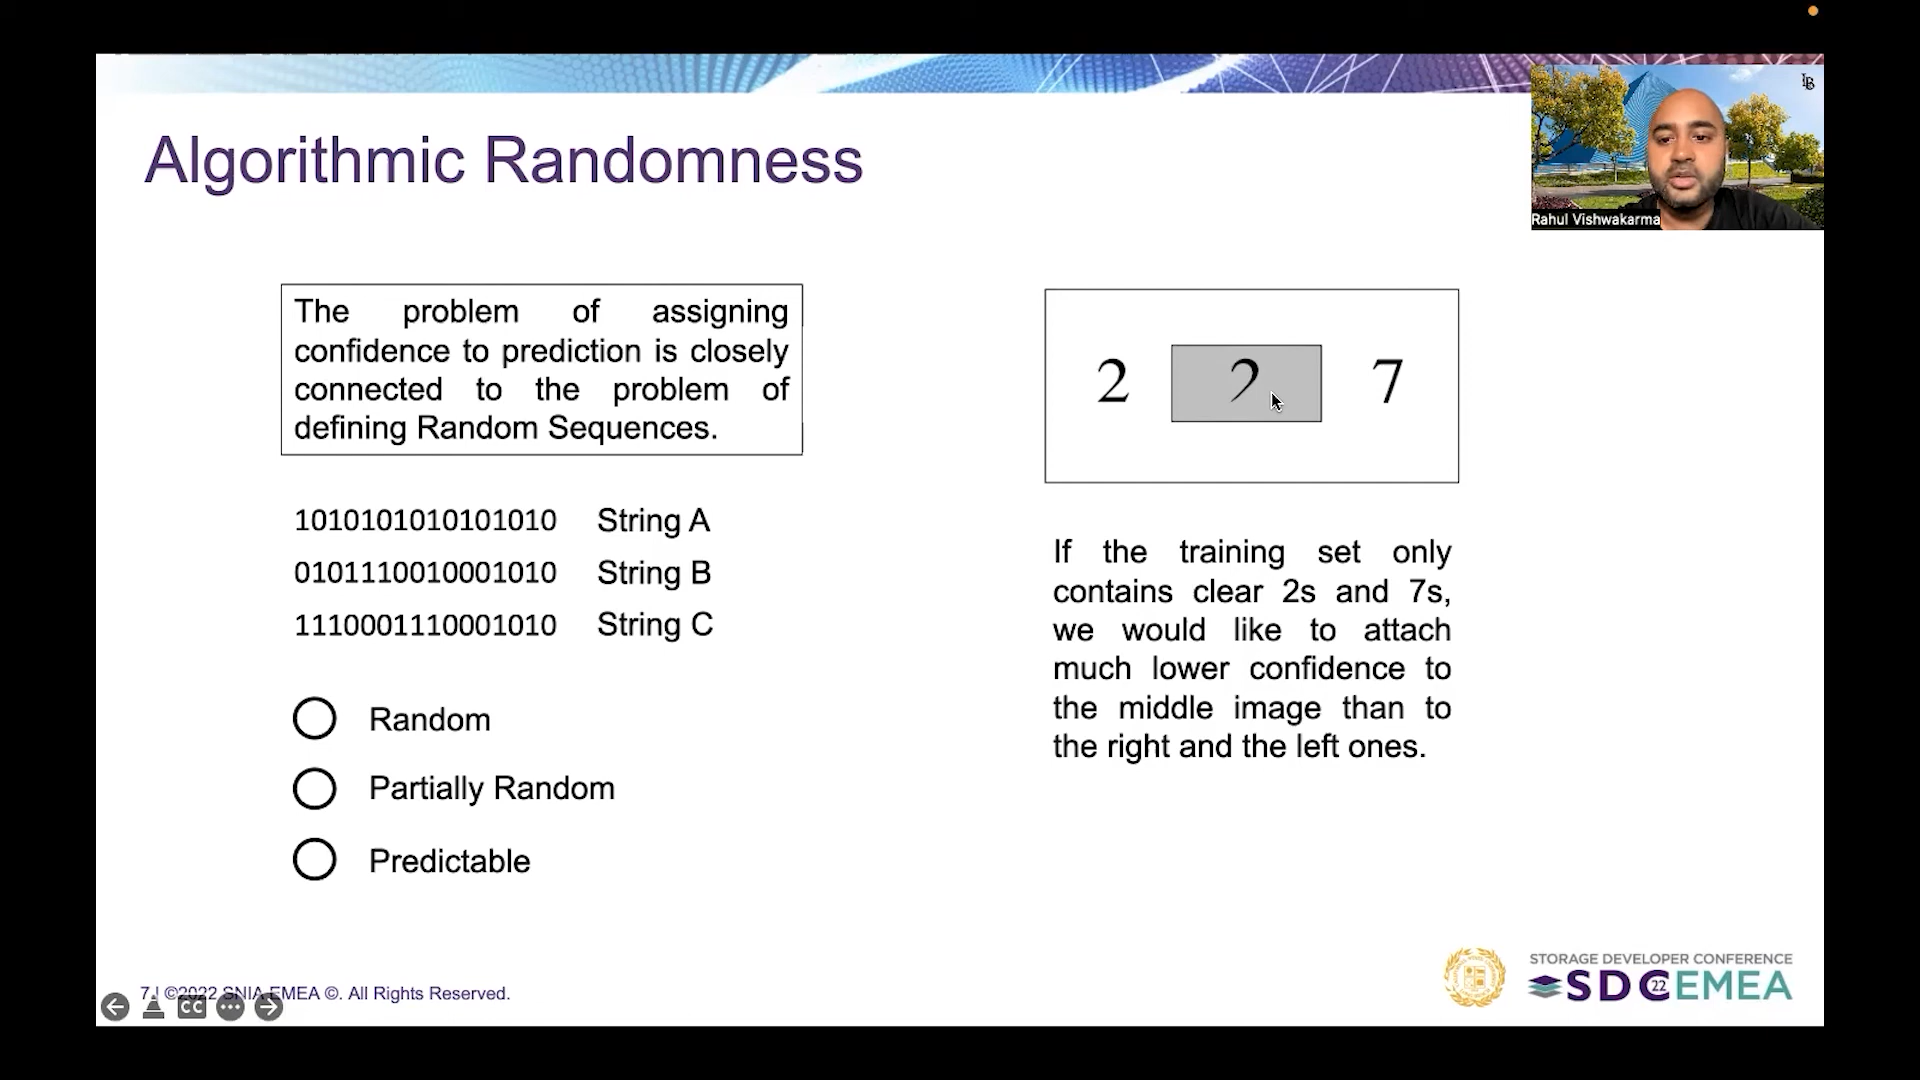 Algorithmic Randomness
Rahul Vishwakarma
The problem of assigning
confidence to prediction is closely
connected to the problem of
defining Random Sequences.
1010101010101010 String A
0101110010001010 String B
1110001110001010 String C
Random
Partially Random
Predictable
2 2 7
If the training set only
contains clear 2s and 7s,
we would like to attach
much lower confidence to
the middle image than to
the right and the left ones.
7 | ©2022 SNIA EMEA ©. All Rights Reserved.
CC
STORAGE DEVELOPER CONFERENCE
SDC 22 EMEA